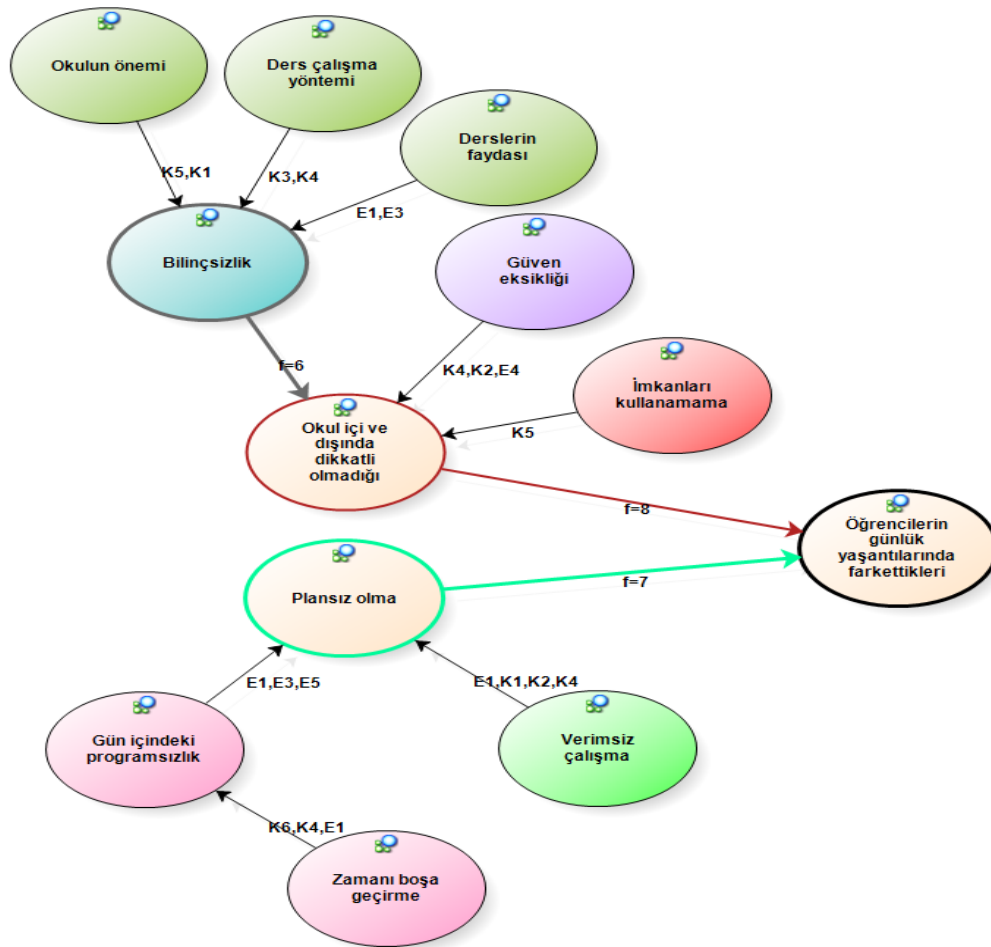 Okulun önemi
Ders çalışma
yöntemi
Derslerin
faydası
K5,K1
K3,K4
E1,E3
Bilinçsizlik
Güven
eksikliği
f=6
K4,K2,E4
İmkanları
kullanamama
K5
Okul içi ve
dışında
dikkatli
olmadığı
f=8
Öğrencilerin
günlük
yaşantılarında
farkettikleri
Plansız olma
f=7
E1,E3,E5
E1,K1,K2,K4
Gün içindeki
programsızlık
Verimsiz
çalışma
K6,K4,E1
Zamanı boşa
geçirme